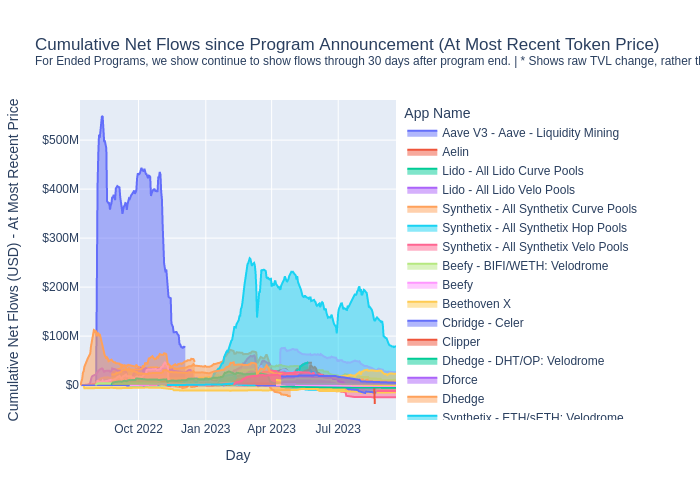 Cumulative Net Flows since Program Announcement (At Most Recent Token Price)
For Ended Programs, we show continue to show flows through 30 days after program end. | * Shows raw TVL change, rather
Cumulative Net Flows (USD) - At Most Recent Price
$500M
$400M
$300M
$200M
$100M
$0
Oct 2022
Jan 2023
Apr 2023
Jul 2023
Day
App Name
Aave V3 - Aave - Liquidity Mining
Aelin
Lido - All Lido Curve Pools
Lido - All Lido Velo Pools
Synthetix - All Synthetix Curve Pools
Synthetix - All Synthetix Hop Pools
Synthetix - All Synthetix Velo Pools
Beefy - BIFI/WETH: Velodrome
Beefy
Beethoven X
Cbridge - Celer
Clipper
Dhedge - DHT/OP: Velodrome
Dforce
Dhedge
Synthetix - ETH/sETH: Velodrome